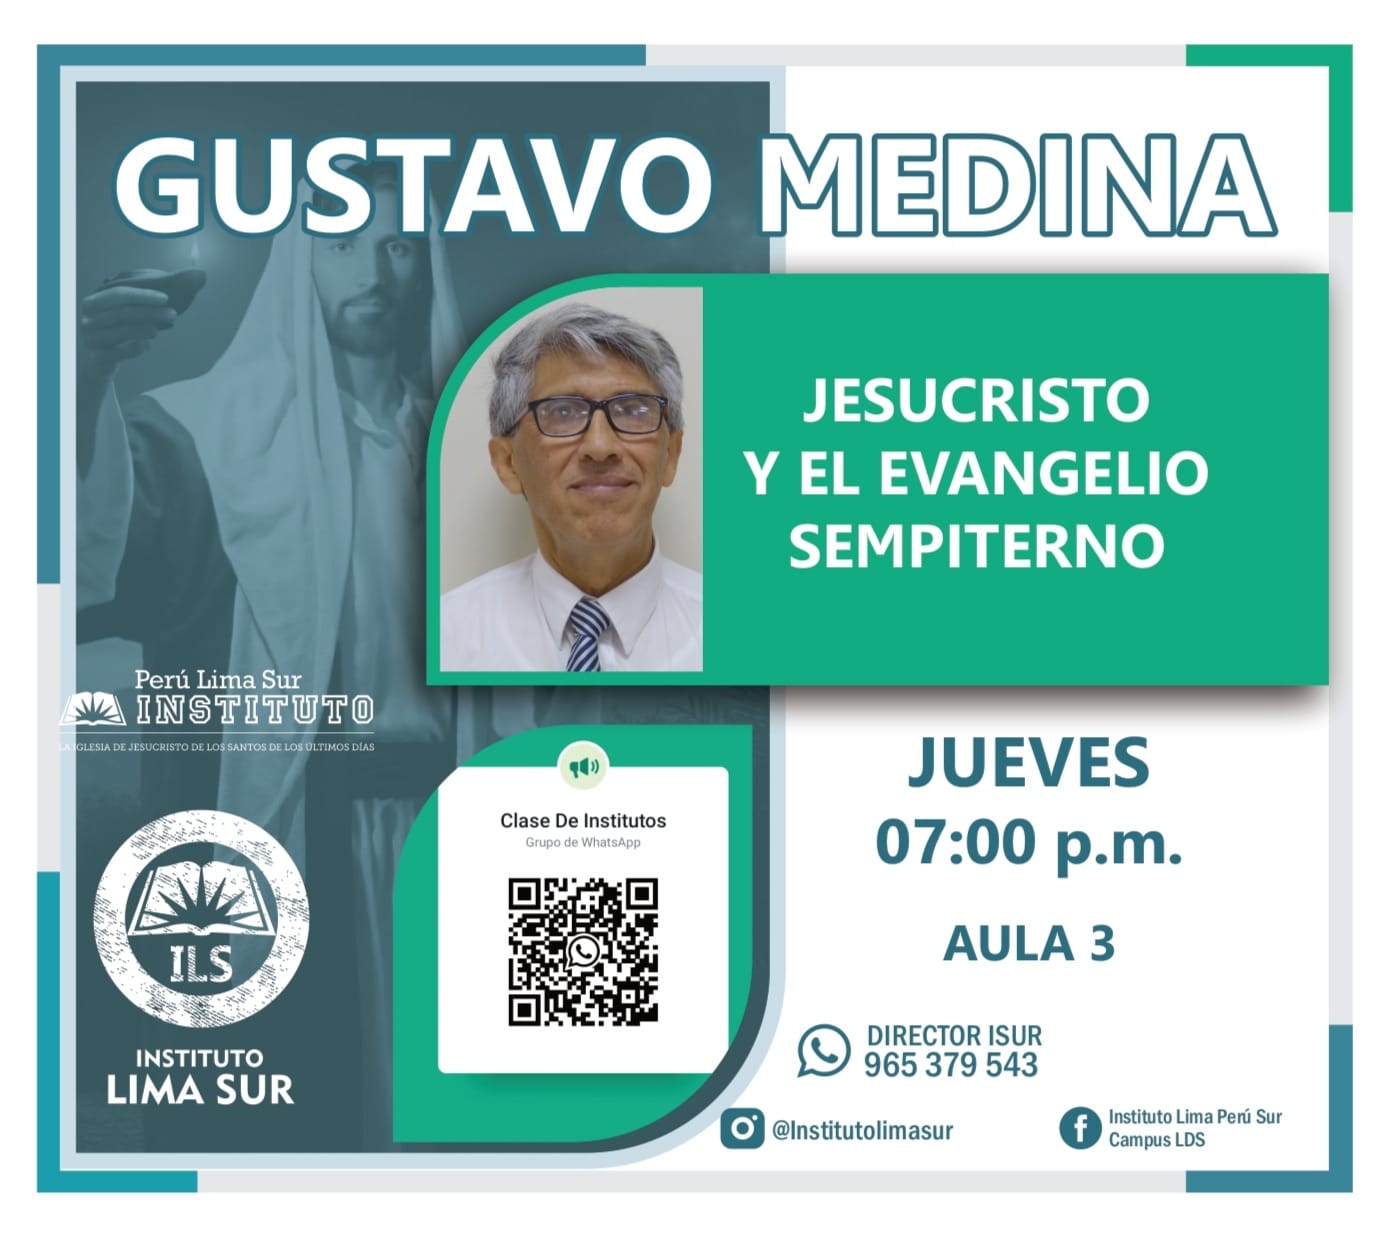 GUSTAVO MEDINA
JESUCRISTO
Y EL EVANGELIO
SEMPITERNO
Perú Lima Sur
INSTITUTO
LA IGLESIA DE JESUCRISTO DE LOS SANTOS DE LOS ÚLTIMOS DÍAS
ILS
INSTITUTO
LIMA SUR
Clase De Institutos
Grupo de WhatsApp
JUEVES
07:00 p.m.
AULA 3
DIRECTOR ISUR
965 379 543
@Institutolimasur
Instituto Lima Perú Sur
Campus LDS